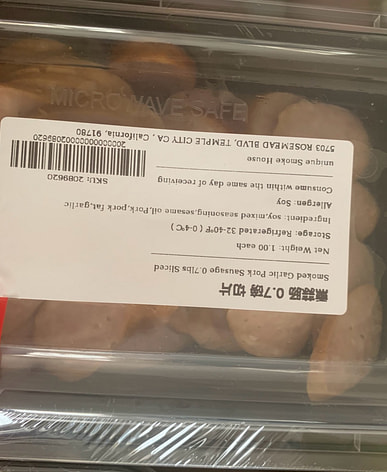 MICROWAVE SAFE
熏蒜肠 0.7磅 切片
Smoked Garlic Pork Sausage 0.7lbs Sliced
Net Weight: 1.00 each
Storage: Refrigerated 32-40°F ( 0-4°C )
Ingredient: soy,mixed seasoning,sesame oil,Pork,pork fat,garlic
Allergen: Soy
Consume within the same day of receiving
unique Smoke House
5703 ROSEMEAD BLVD, TEMPLE CITY CA , California, 91780
SKU: 2089620
20000000000002089620